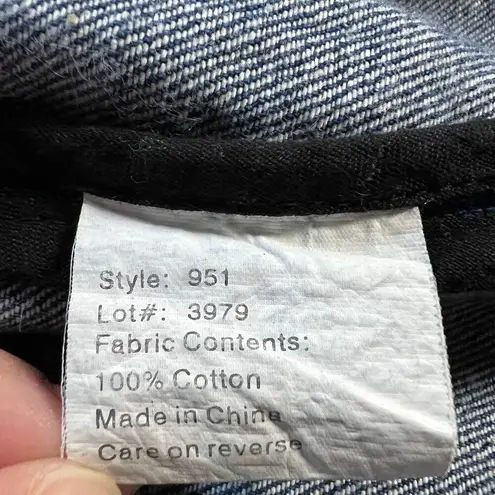 Style: 951
Lot#: 3979
Fabric Contents:
100% Cotton
Made in China
Care on reverse